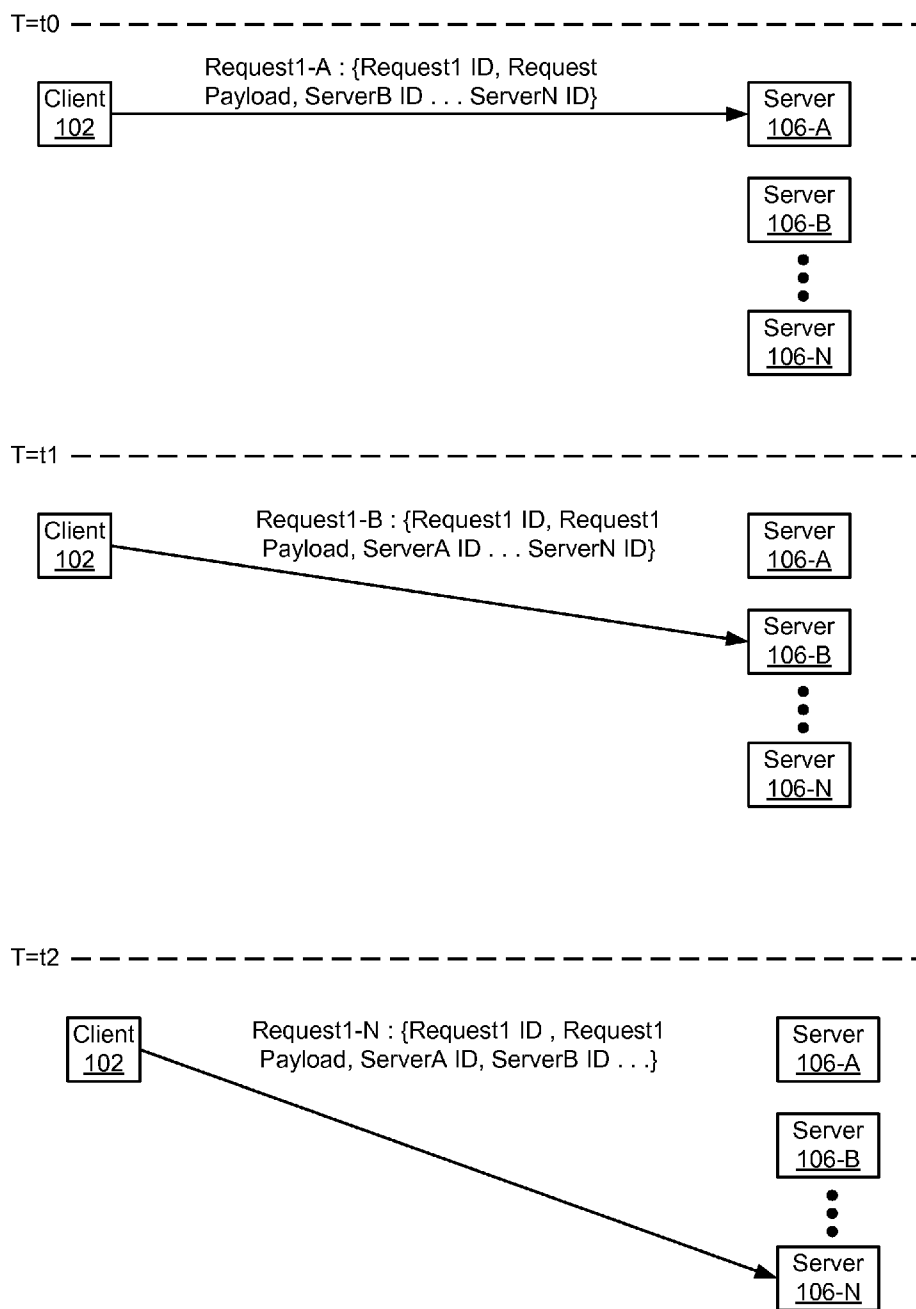 T=t0
Request1-A : {Request1 ID, Request
Payload, ServerB ID . . . ServerN ID}
Client
102
Server
106-A
Server
106-B
Server
106-N
T=t1
Request1-B : {Request1 ID, Request1
Payload, ServerA ID . . . ServerN ID}
Client
102
Server
106-A
Server
106-B
Server
106-N
T=t2
Request1-N : {Request1 ID , Request1
Payload, ServerA ID, ServerB ID . . .}
Client
102
Server
106-A
Server
106-B
Server
106-N